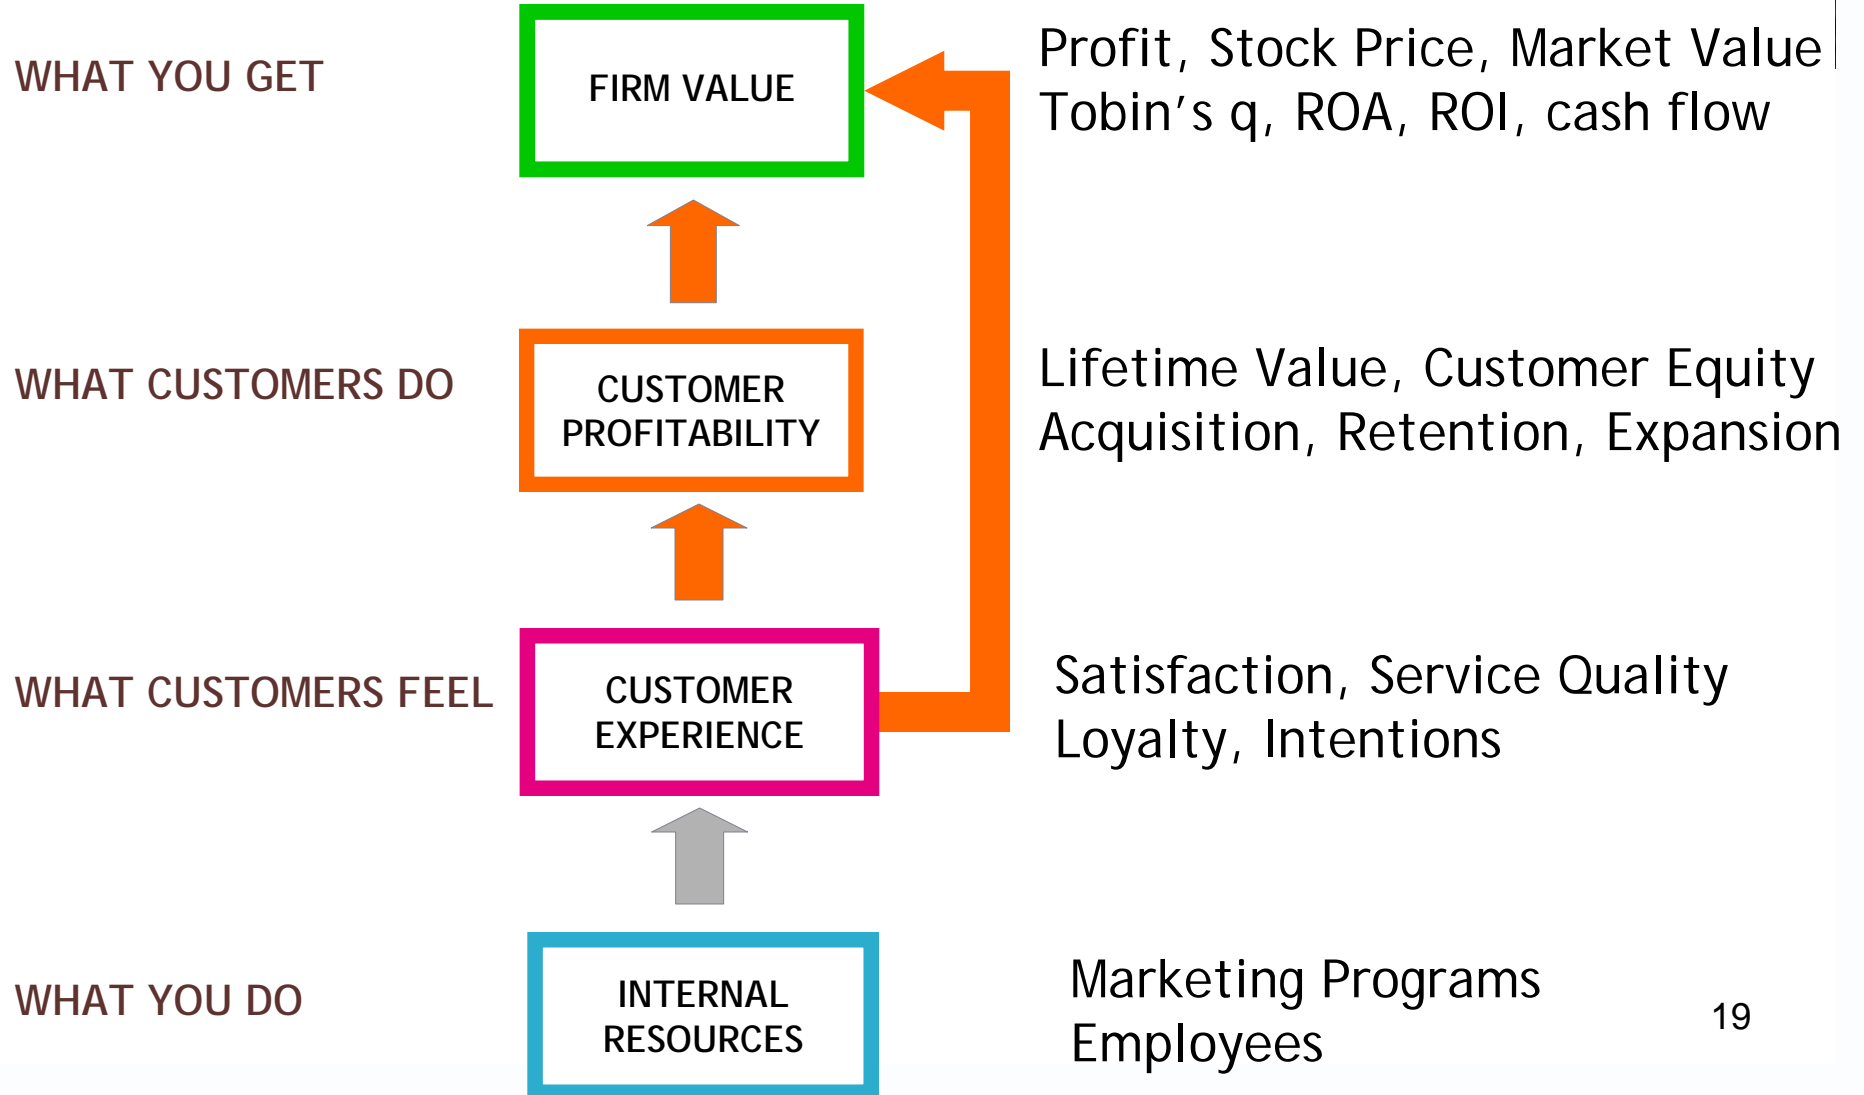 WHAT YOU GET
FIRM VALUE
Profit, Stock Price, Market Value
Tobin’s q, ROA, ROI, cash flow
WHAT CUSTOMERS DO
CUSTOMER
PROFITABILITY
Lifetime Value, Customer Equity
Acquisition, Retention, Expansion
WHAT CUSTOMERS FEEL
CUSTOMER
EXPERIENCE
Satisfaction, Service Quality
Loyalty, Intentions
WHAT YOU DO
INTERNAL
RESOURCES
Marketing Programs
Employees
19